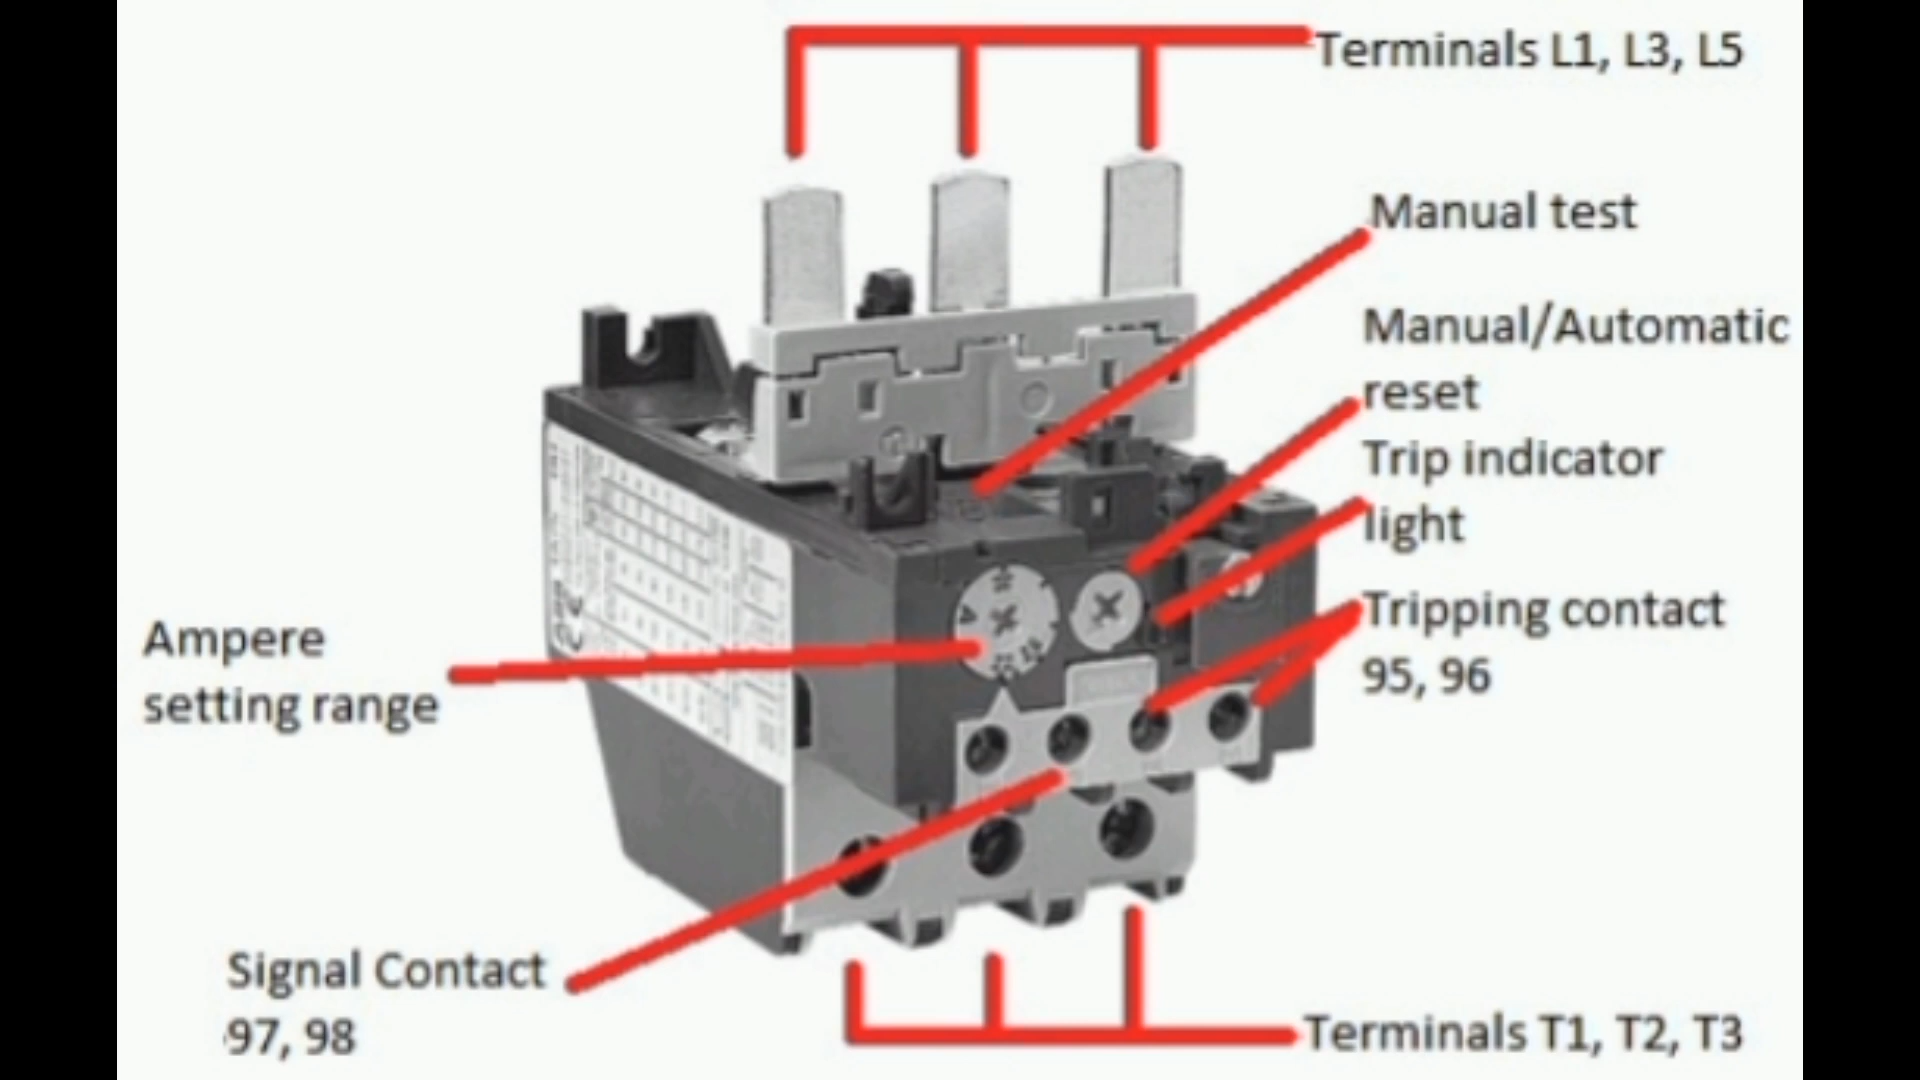 Terminals L1, L3, L5
Manual test
Manual/Automatic
reset
Trip indicator
light
Tripping contact
95, 96
Ampere
setting range
Signal Contact
97, 98
Terminals T1, T2, T3